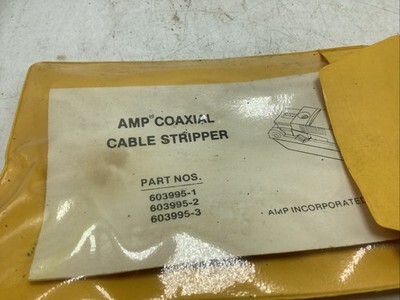 AMP® COAXIAL
CABLE STRIPPER
PART NOS.
603995-1
603995-2
603995-3
AMP INCORPORATED